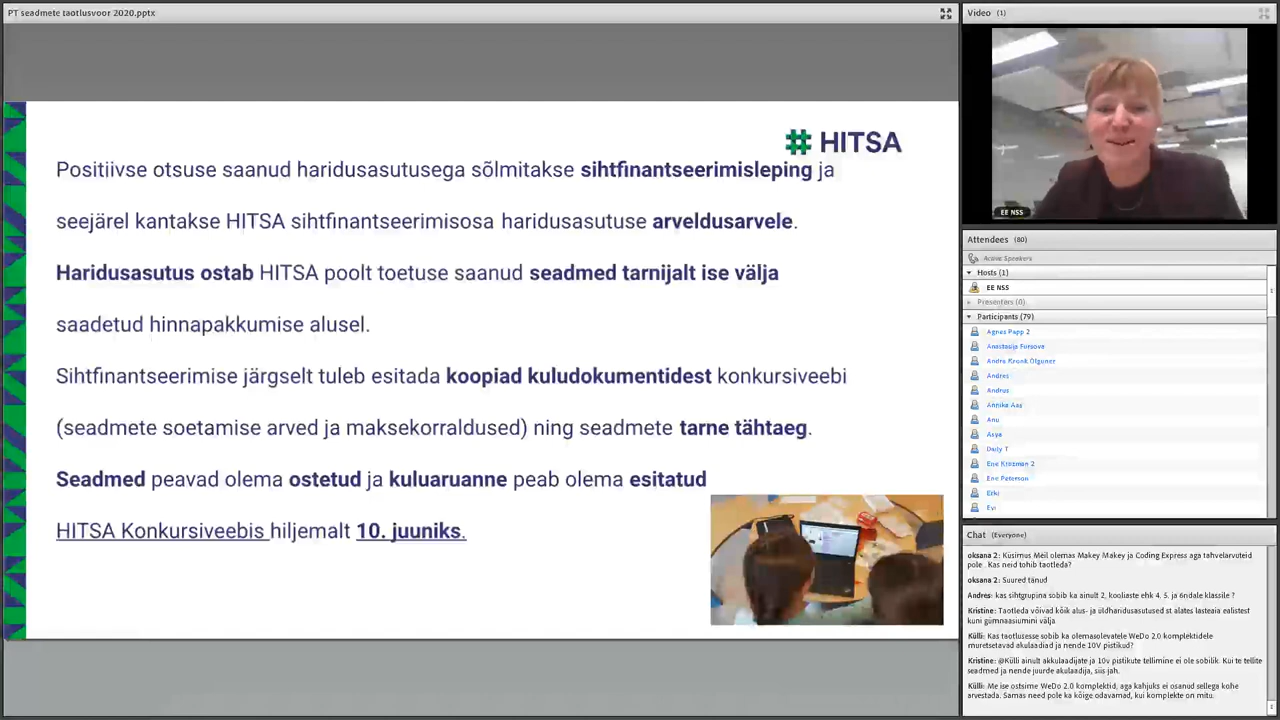 PT seadmete taotlusvoor 2020.pptx
HITSA
Positiivse otsuse saanud haridusasutusega sõlmitakse sihtfinantseerimisleping ja
seejärel kantakse HITSA sihtfinantseerimisosa haridusasutuse arveldusarvele.
Haridusasutus ostab HITSA poolt toetuse saanud seadmed tarnijalt ise välja
saadetud hinnapakkumise alusel.
Sihtfinantseerimise järgselt tuleb esitada koopiad kuludokumentidest konkursiveebi
(seadmete soetamise arved ja maksekorraldused) ning seadmete tarne tähtaeg.
Seadmed peavad olema ostetud ja kuluaruanne peab olema esitatud
HITSA Konkursiveebis hiljemalt 10. juuniks.
Video (1)
EE NSS
Attendees (80)
Active Speakers
Hosts (1)
EE NSS
Presenters (0)
Participants (79)
Agnes Papp 2
Anastasija Fursova
Andra Kronk Olguner
Andres
Andrus
Annika Aas
Anu
Asya
Daily T
Ene Kruzman 2
Ene Peterson
Erki
Evi
Chat (Everyone)
oksana 2: Küsimus Meil olemas Makey Makey ja Coding Express aga tahvelarvuteid
pole . Kas neid tohib taotleda?
oksana 2: Suured tänud
Andres: kas sihtgrupina sobib ka ainult 2. kooliaste ehk 4. 5. ja 6ndale klassile ?
Kristine: Taotleda võivad kõik alus- ja üldharidusasutused st alates lasteaia ealistest
kuni gümnaasiumini välja
Külli: Kas taotlusesse sobib ka olemasolevatele WeDo 2.0 komplektidele
muretsetavad akulaadiad ja nende 10V pistikud?
Kristine: @Külli ainult akkulaadijate ja 10v pistikute tellimine ei ole sobilik. Kui te tellite
seadmed ja nende juurde akulaadija, siis jah.
Külli: Me ise ostsime WeDo 2.0 komplektid, aga kahjuks ei osanud sellega kohe
arvestada. Samas need pole ka kõige odavamad, kui komplekte on mitu.